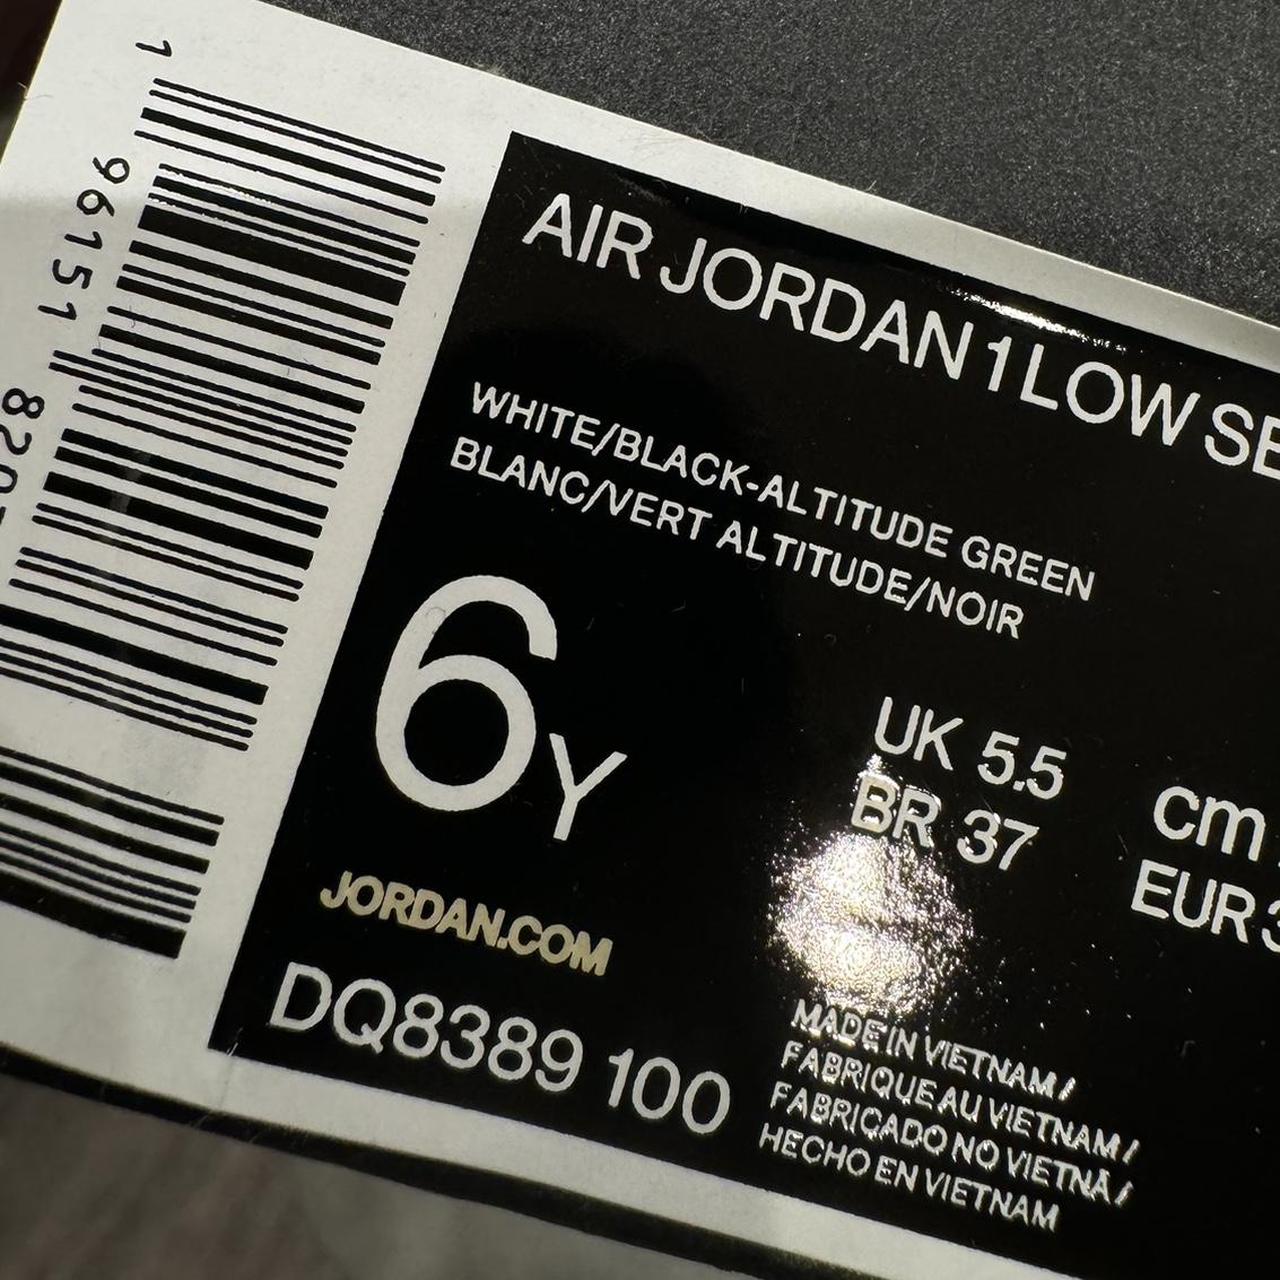 AIR JORDAN 1 LOW SE
WHITE/BLACK-ALTITUDE GREEN
BLANC/VERT ALTITUDE/NOIR
6Y
UK 5.5
BR 37
cm
EUR
JORDAN.COM
DQ8389 100
MADE IN VIETNAM /
FABRIQUE AU VIETNAM /
FABRICADO NO VIETNÃ /
HECHO EN VIETNAM
1 96151